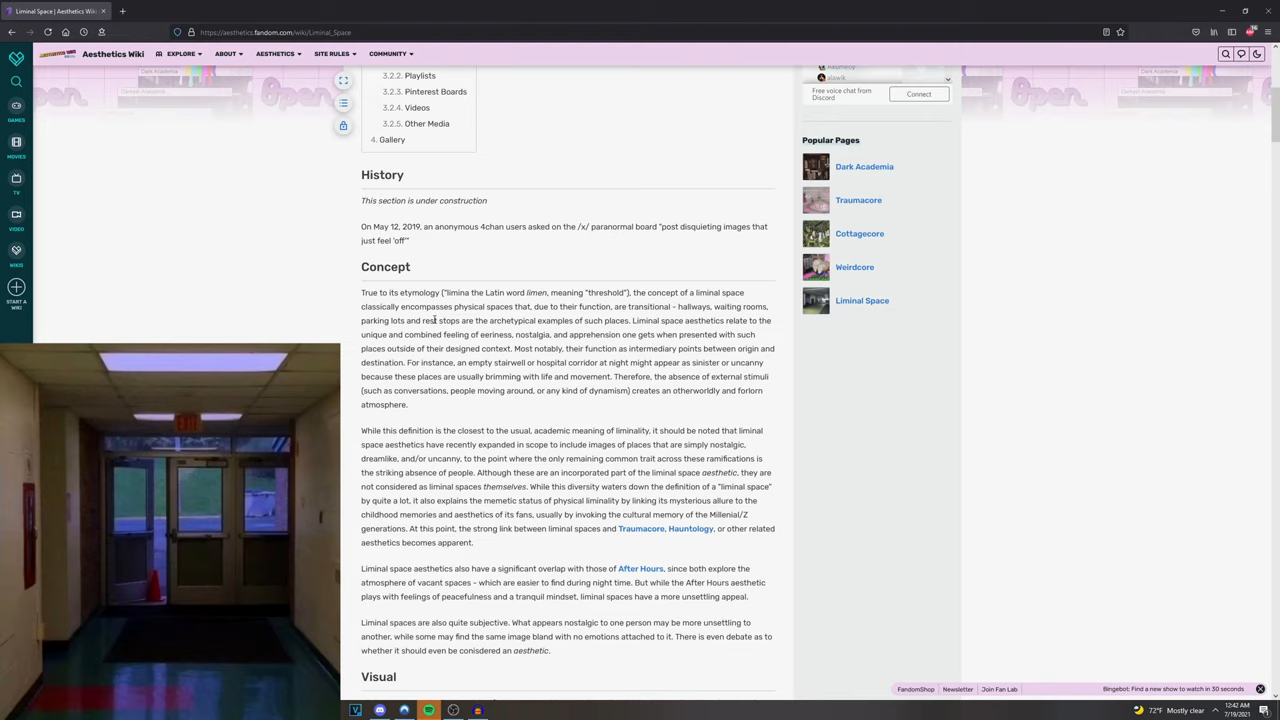 Liminal Space | Aesthetics Wiki
https://aesthetics.fandom.com/wiki/Liminal_Space
Aesthetics Wiki
EXPLORE
ABOUT
AESTHETICS
SITE RULES
COMMUNITY
GAMES
MOVIES
TV
VIDEO
WIKIS
START A
WIKI
Dark Academia
Dark Academia
3.2.2. Playlists
3.2.3. Pinterest Boards
3.2.4. Videos
3.2.5. Other Media
4. Gallery
History
This section is under construction
On May 12, 2019, an anonymous 4chan users asked on the /x/ paranormal board "post disquieting images that
just feel 'off'"
Concept
True to its etymology ("limina the Latin word limen, meaning "threshold"), the concept of a liminal space
classically encompasses physical spaces that, due to their function, are transitional - hallways, waiting rooms,
parking lots and rest stops are the archetypical examples of such places. Liminal space aesthetics relate to the
unique and combined feeling of eeriness, nostalgia, and apprehension one gets when presented with such
places outside of their designed context. Most notably, their function as intermediary points between origin and
destination. For instance, an empty stairwell or hospital corridor at night might appear as sinister or uncanny
because these places are usually brimming with life and movement. Therefore, the absence of external stimuli
(such as conversations, people moving around, or any kind of dynamism) creates an otherworldly and forlorn
atmosphere.
While this definition is the closest to the usual, academic meaning of liminality, it should be noted that liminal
space aesthetics have recently expanded in scope to include images of places that are simply nostalgic,
dreamlike, and/or uncanny, to the point where the only remaining common trait across these ramifications is
the striking absence of people. Although these are an incorporated part of the liminal space aesthetic, they are
not considered as liminal spaces themselves. While this diversity waters down the definition of a "liminal space"
by quite a lot, it also explains the memetic status of physical liminality by linking its mysterious allure to the
childhood memories and aesthetics of its fans, usually by invoking the cultural memory of the Millenial/Z
generations. At this point, the strong link between liminal spaces and Traumacore, Hauntology, or other related
aesthetics becomes apparent.
Liminal space aesthetics also have a significant overlap with those of After Hours, since both explore the
atmosphere of vacant spaces - which are easier to find during night time. But while the After Hours aesthetic
plays with feelings of peacefulness and a tranquil mindset, liminal spaces have a more unsettling appeal.
Liminal spaces are also quite subjective. What appears nostalgic to one person may be more unsettling to
another, while some may find the same image bland with no emotions attached to it. There is even debate as to
whether it should even be conisdered an aesthetic.
Visual
alawik
Free voice chat from
Discord
Connect
Popular Pages
Dark Academia
Traumacore
Cottagecore
Weirdcore
Liminal Space
EXIT
FandomShop
Newsletter
Join Fan Lab
Bingebot: Find a new show to watch in 30 seconds
72°F Mostly clear
12:42 AM
7/19/2021